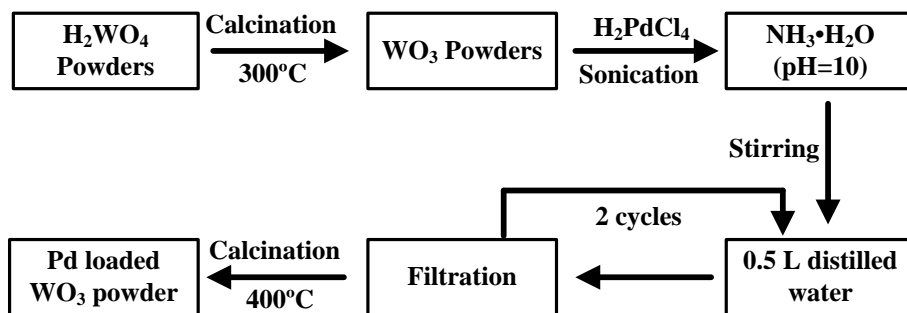 H₂WO₄
Powders
Calcination
300ºC
WO₃ Powders
H₂PdCl₄
Sonication
NH₃•H₂O
(pH=10)
Stirring
0.5 L distilled
water
2 cycles
Filtration
Calcination
400ºC
Pd loaded
WO₃ powder